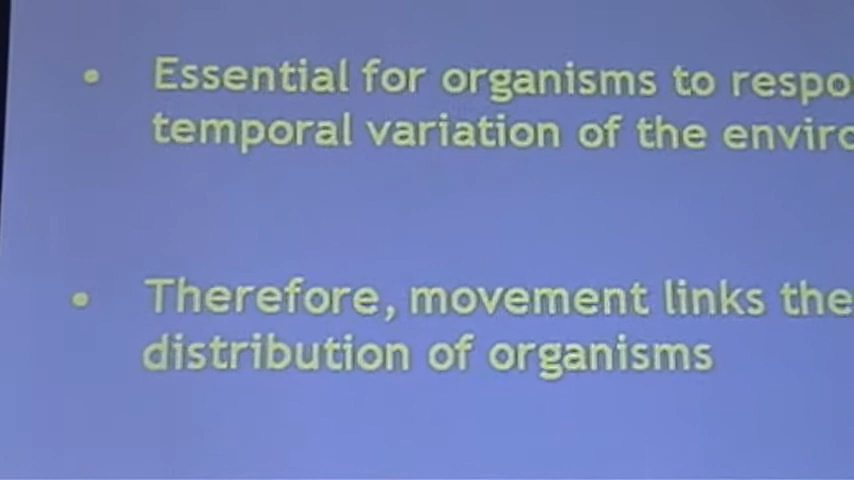 • Essential for organisms to respo
temporal variation of the enviro
• Therefore, movement links the
distribution of organisms